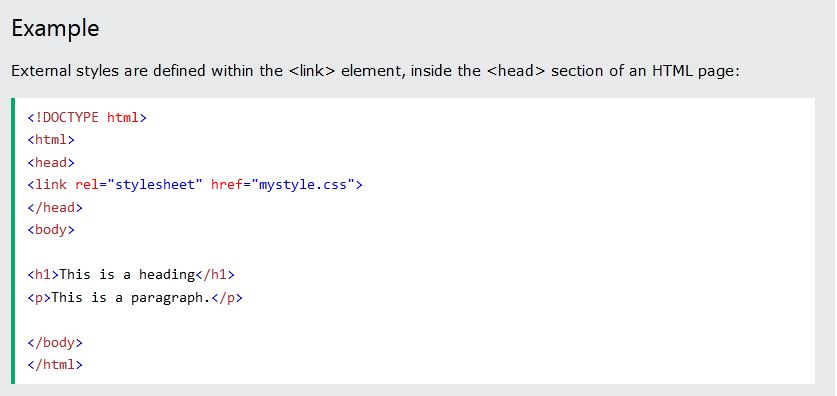 Example
External styles are defined within the <link> element, inside the <head> section of an HTML page:
<!DOCTYPE html>
<html>
<head>
<link rel="stylesheet" href="mystyle.css">
</head>
<body>
<h1>This is a heading</h1>
<p>This is a paragraph.</p>
</body>
</html>